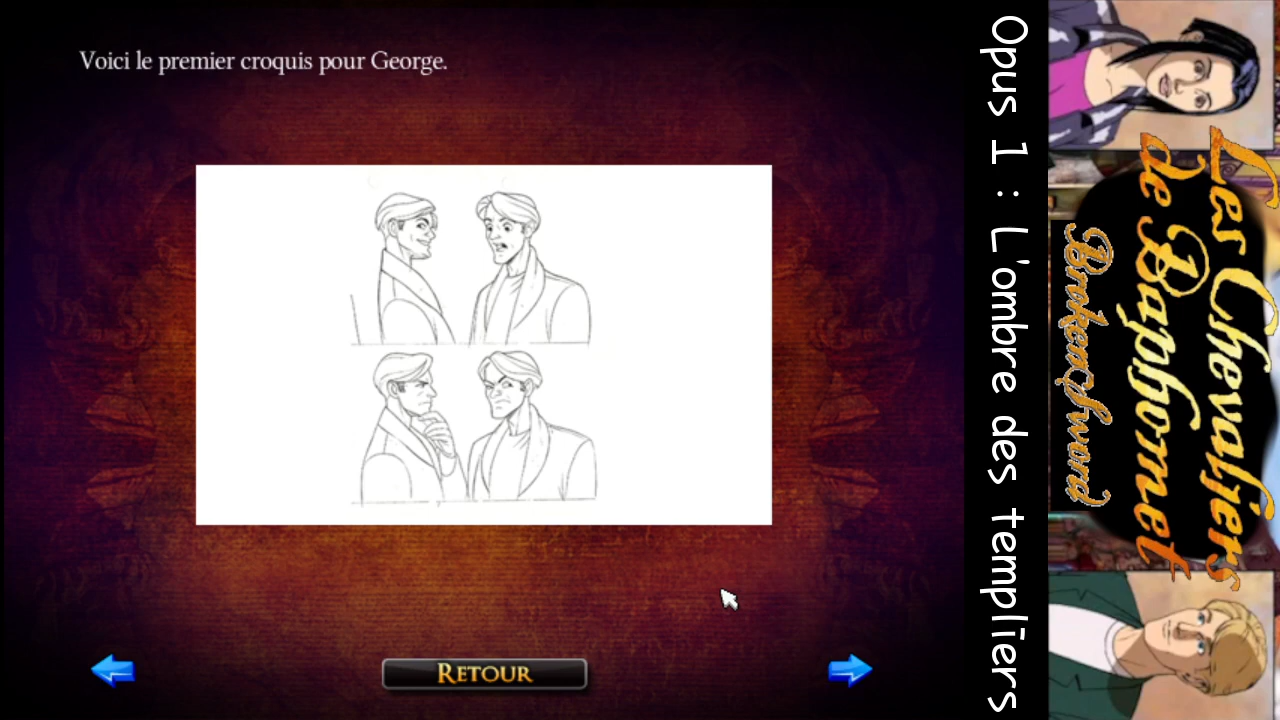 Voici le premier croquis pour George.
RETOUR
Opus 1 : L'ombre des templiers
Les Chevaliers
de Baphomet
Broken Sword